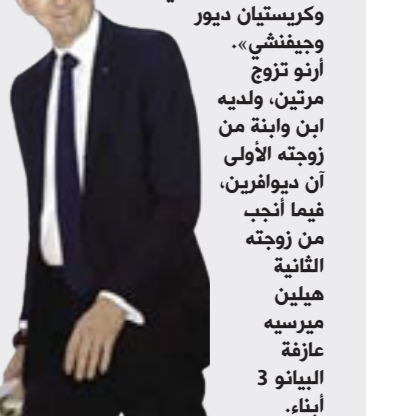 وكريستيان ديور
وجيفنشي».
أرنو تزوج
مرتين، ولديه
ابن وابنة من
زوجته الأولى
آن ديوافرين،
فيما أنجب
من زوجته
الثانية
هيلين
ميرسيه
عازفة
البيانو 3
أبناء.